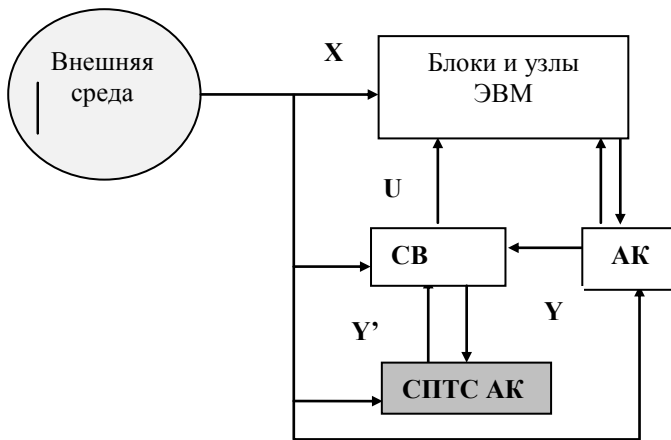 Внешняя
среда
X
Блоки и узлы
ЭВМ
U
СВ
АК
Y’
Y
СПТС АК